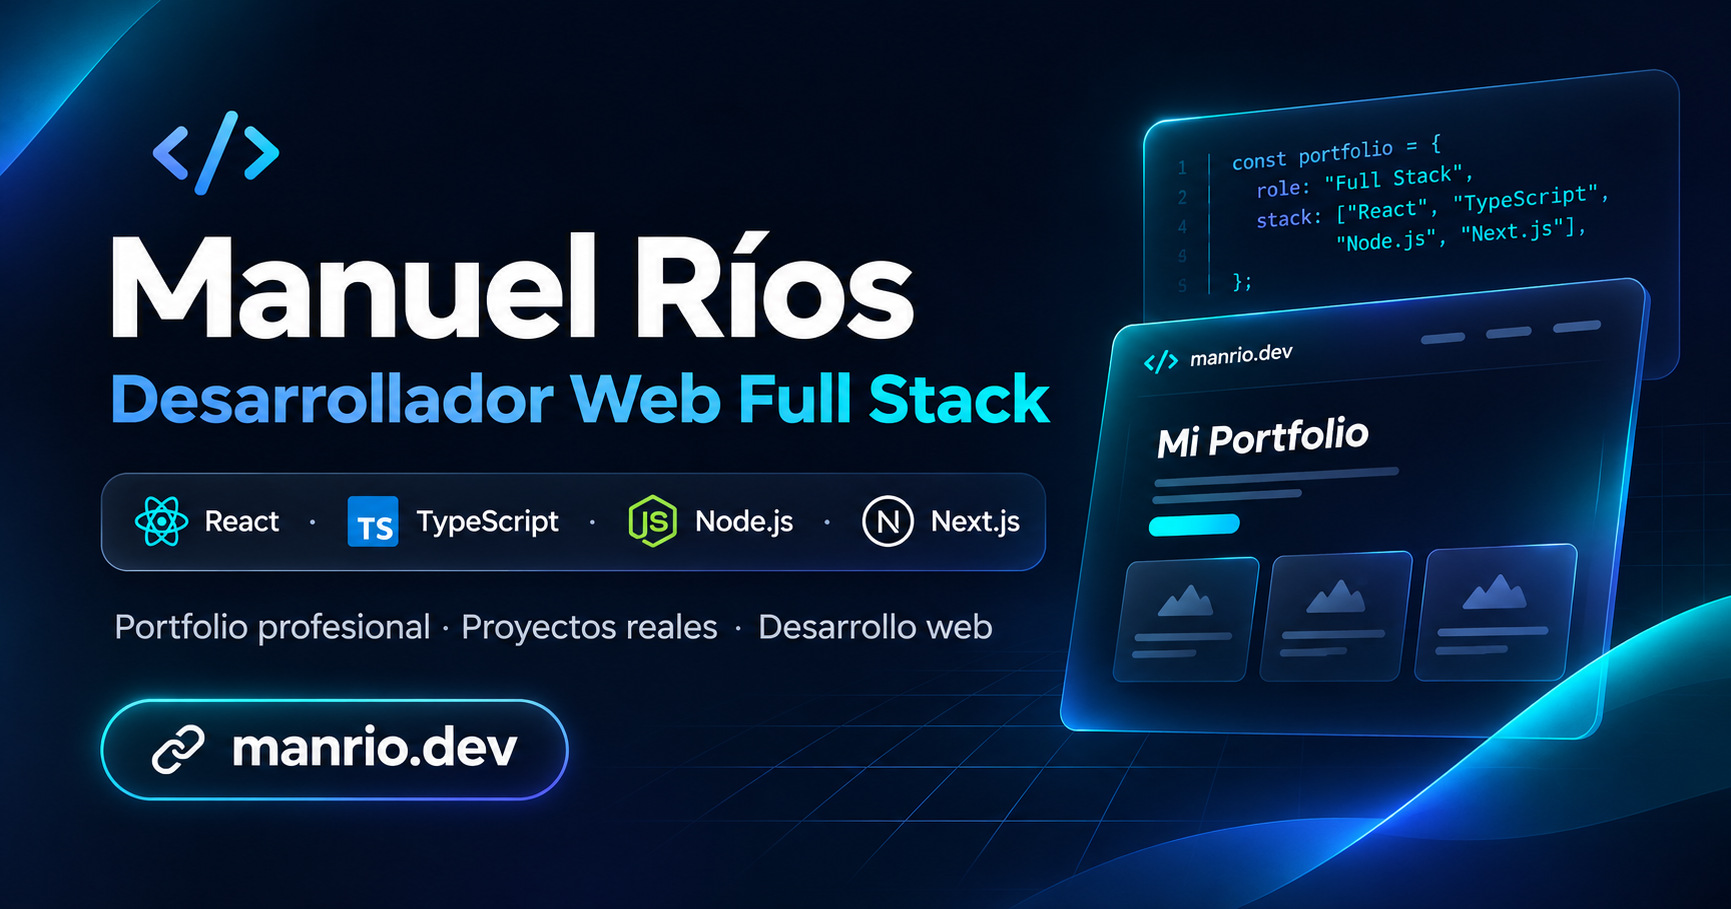 </>
Manuel Ríos
Desarrollador Web Full Stack
React · TS TypeScript · JS Node.js · N Next.js
Portfolio profesional · Proyectos reales · Desarrollo web
manrio.dev
1 const portfolio = {
2 role: "Full Stack",
4 stack: ["React", "TypeScript",
"Node.js", "Next.js"],
};
</> manrio.dev
Mi Portfolio